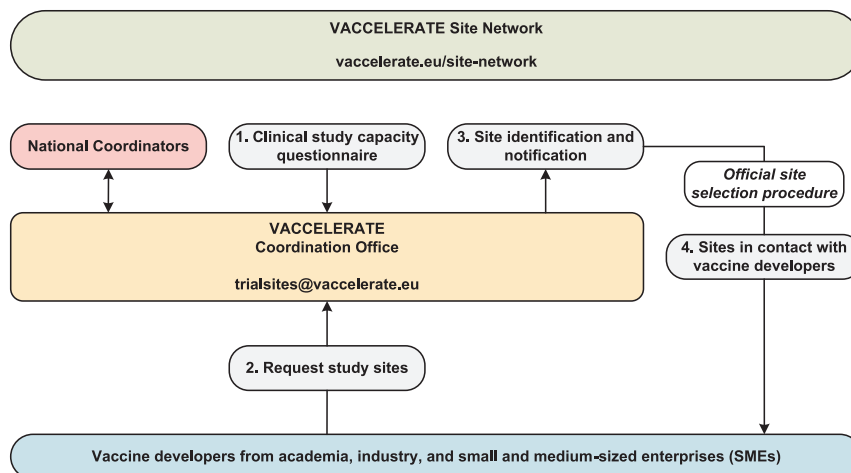 VACCELERATE Site Network
vaccelerate.eu/site-network
National Coordinators
1. Clinical study capacity
questionnaire
3. Site identification and
notification
Official site
selection procedure
VACCELERATE
Coordination Office
trialsites@vaccelerate.eu
4. Sites in contact with
vaccine developers
2. Request study sites
Vaccine developers from academia, industry, and small and medium-sized enterprises (SMEs)